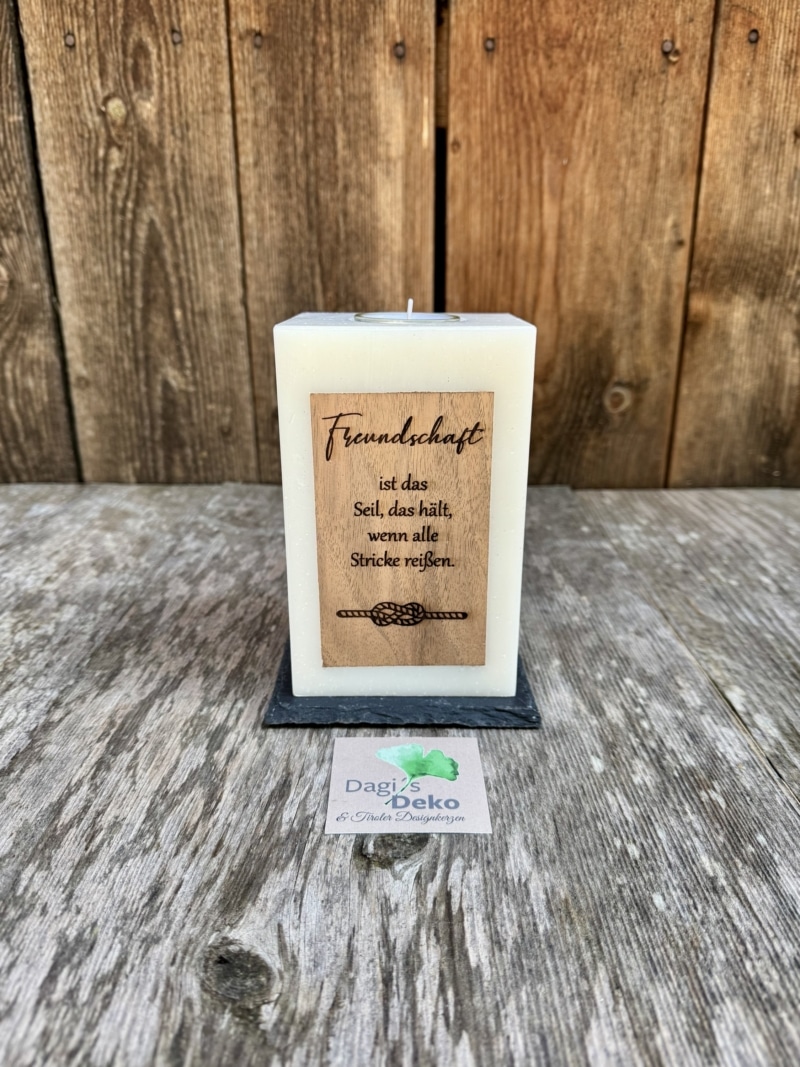 Freundschaft
ist das
Seil, das hält,
wenn alle
Stricke reißen.
Dagi´s
Deko
& Tiroler Designkerzen